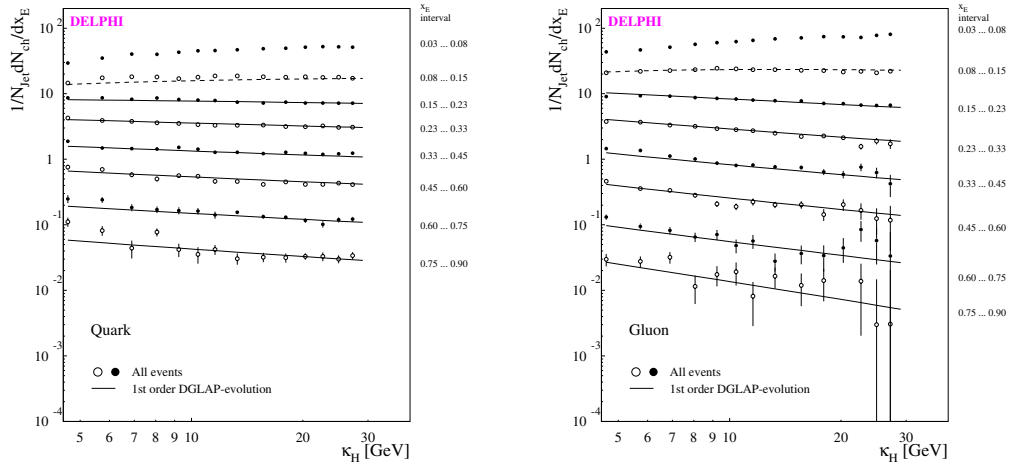 DELPHI
1/N_Jet dN_ch/dx_E
x_E
interval
10^2
10
1
10^-1
10^-2
10^-3
10^-4
0.03 ... 0.08
0.08 ... 0.15
0.15 ... 0.23
0.23 ... 0.33
0.33 ... 0.45
0.45 ... 0.60
0.60 ... 0.75
0.75 ... 0.90
Quark
All events
1st order DGLAP-evolution
5 6 7 8 9 10 20 30
κ_H [GeV]
DELPHI
1/N_Jet dN_ch/dx_E
x_E
interval
10^2
10
1
10^-1
10^-2
10^-3
10^-4
0.03 ... 0.08
0.08 ... 0.15
0.15 ... 0.23
0.23 ... 0.33
0.33 ... 0.45
0.45 ... 0.60
0.60 ... 0.75
0.75 ... 0.90
Gluon
All events
1st order DGLAP-evolution
5 6 7 8 9 10 20 30
κ_H [GeV]